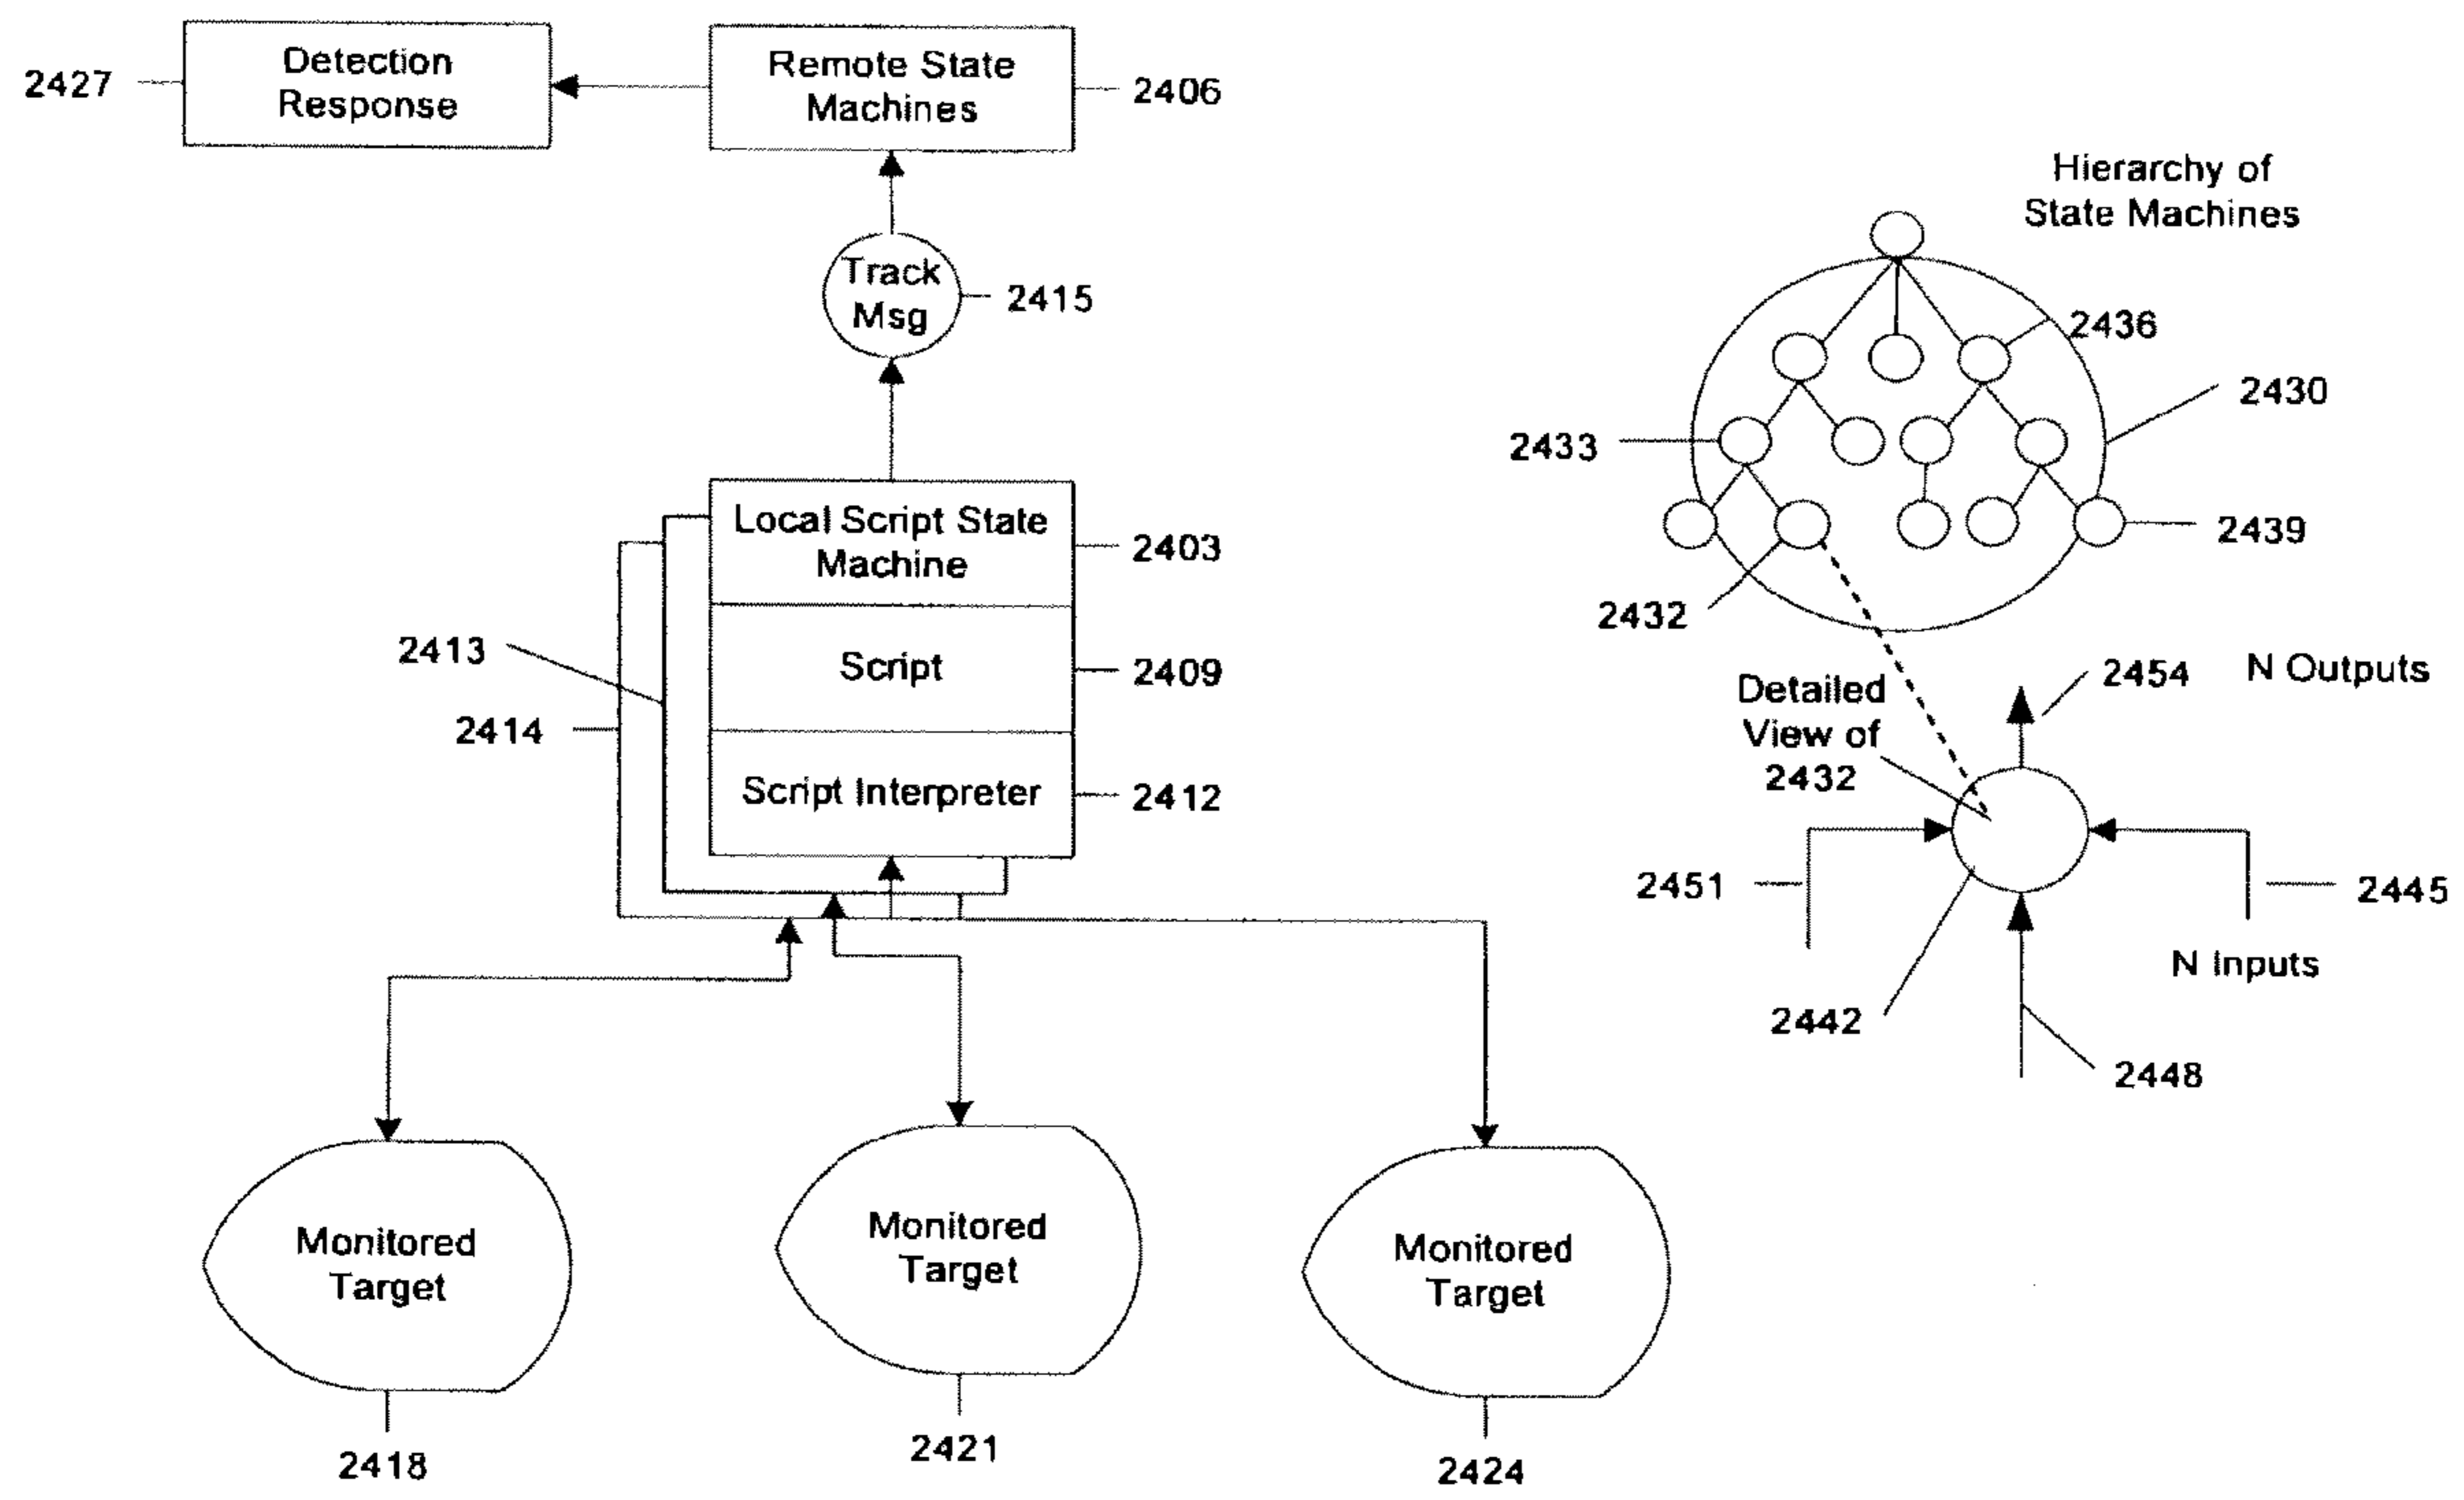 Detection
Response
2427
Remote State
Machines
2406
Track
Msg
2415
Local Script State
Machine
2403
Script
2409
Script Interpreter
2412
2413
2414
Monitored
Target
2418
Monitored
Target
2421
Monitored
Target
2424
Hierarchy of
State Machines
2436
2430
2433
2439
2432
2454
N Outputs
Detailed
View of
2432
2451
2445
N Inputs
2442
2448